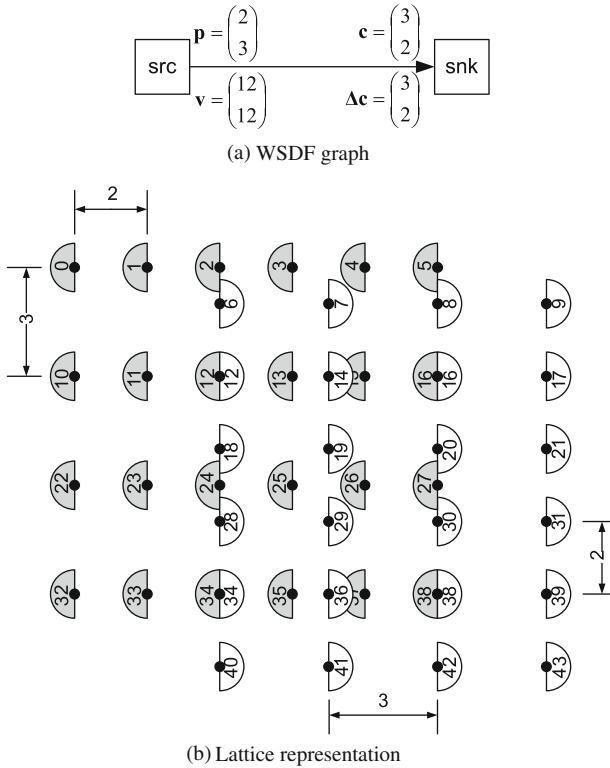 p = (2 3)
c = (3 2)
src
snk
v = (12 12)
Δc = (3 2)
(a) WSDF graph
2
0 1 2 3 4 5
6 7 8 9
3
10 11 12 12 13 14 16 16 17
18 19 20 21
22 23 24 25 26 27
28 29 30 31
2
32 33 34 34 35 36 38 38 39
40 41 42 43
3
(b) Lattice representation